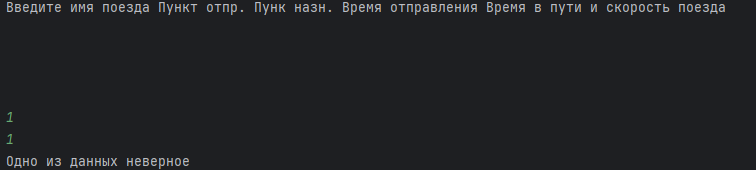 Введите имя поезда Пункт отпр. Пунк назн. Время отправления Время в пути и скорость поезда
1
1
Одно из данных неверное